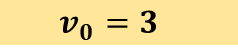 v₀ = 3